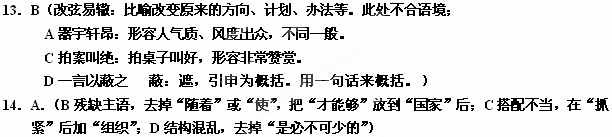 13. B(改弦易辙:比喻改变原来的方向、计划、办法等。此处不合语境;
A 器宇轩昂:形容人气质、风度出众,不同一般。
C 拍案叫绝:拍桌子叫好,形容非常赞赏。
D 一言以蔽之 蔽:遮,引申为概括。用一句话来概括。)
14. A.(B 残缺主语,去掉“随着”或“使”,把“才能够”放到“国家”后;C 搭配不当,在“抓
紧”后加“组织”;D 结构混乱,去掉“是必不可少的”)